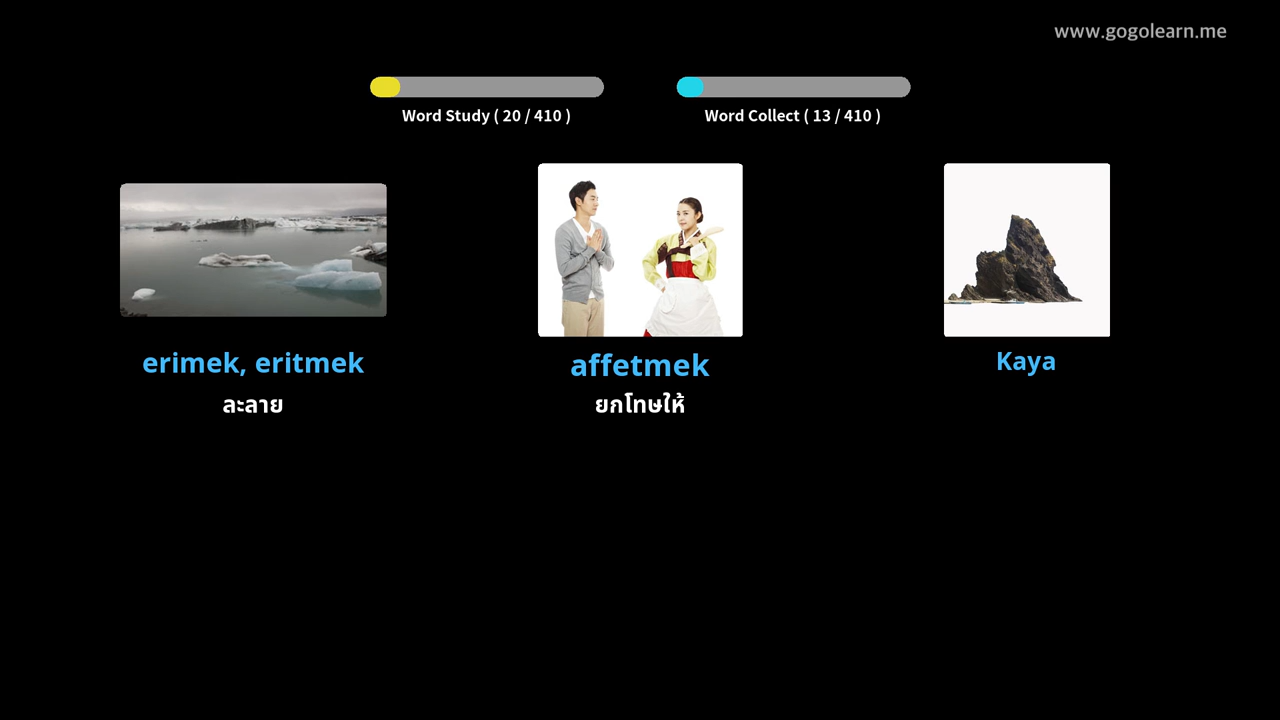 www.gogolearn.me
Word Study ( 20 / 410 )
Word Collect ( 13 / 410 )
erimek, eritmek
affetmek
Kaya
ละลาย
ยกโทษให้